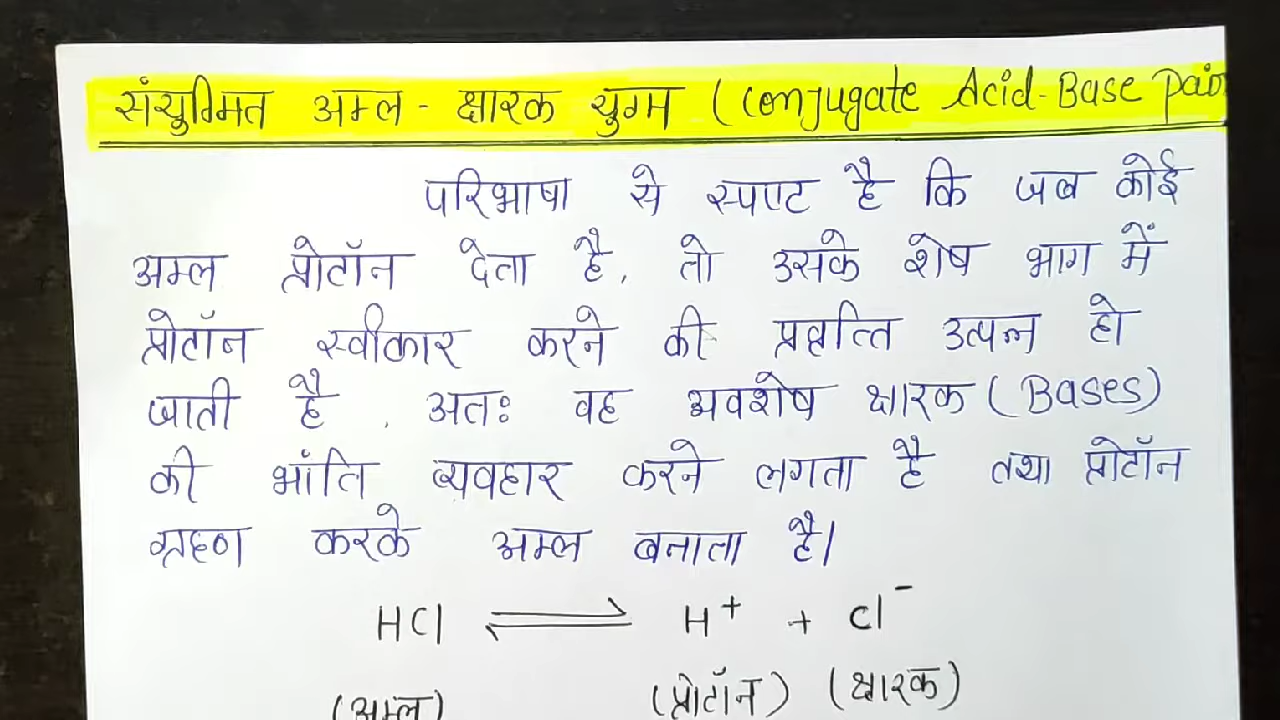 संयुग्मित अम्ल - क्षारक युग्म (Conjugate Acid-Base pair
परिभाषा से स्पष्ट है कि जब कोई
अम्ल प्रोटॉन देता है, तो उसके शेष भाग में
प्रोटॉन स्वीकार करने की प्रवृत्ति उत्पन्न हो
जाती है, अतः वह अवशेष क्षारक (Bases)
की भांति व्यवहार करने लगता है तथा प्रोटॉन
ग्रहण करके अम्ल बनाता है।
HCl ⇌ H⁺ + Cl⁻
(अम्ल) (प्रोटॉन) (क्षारक)